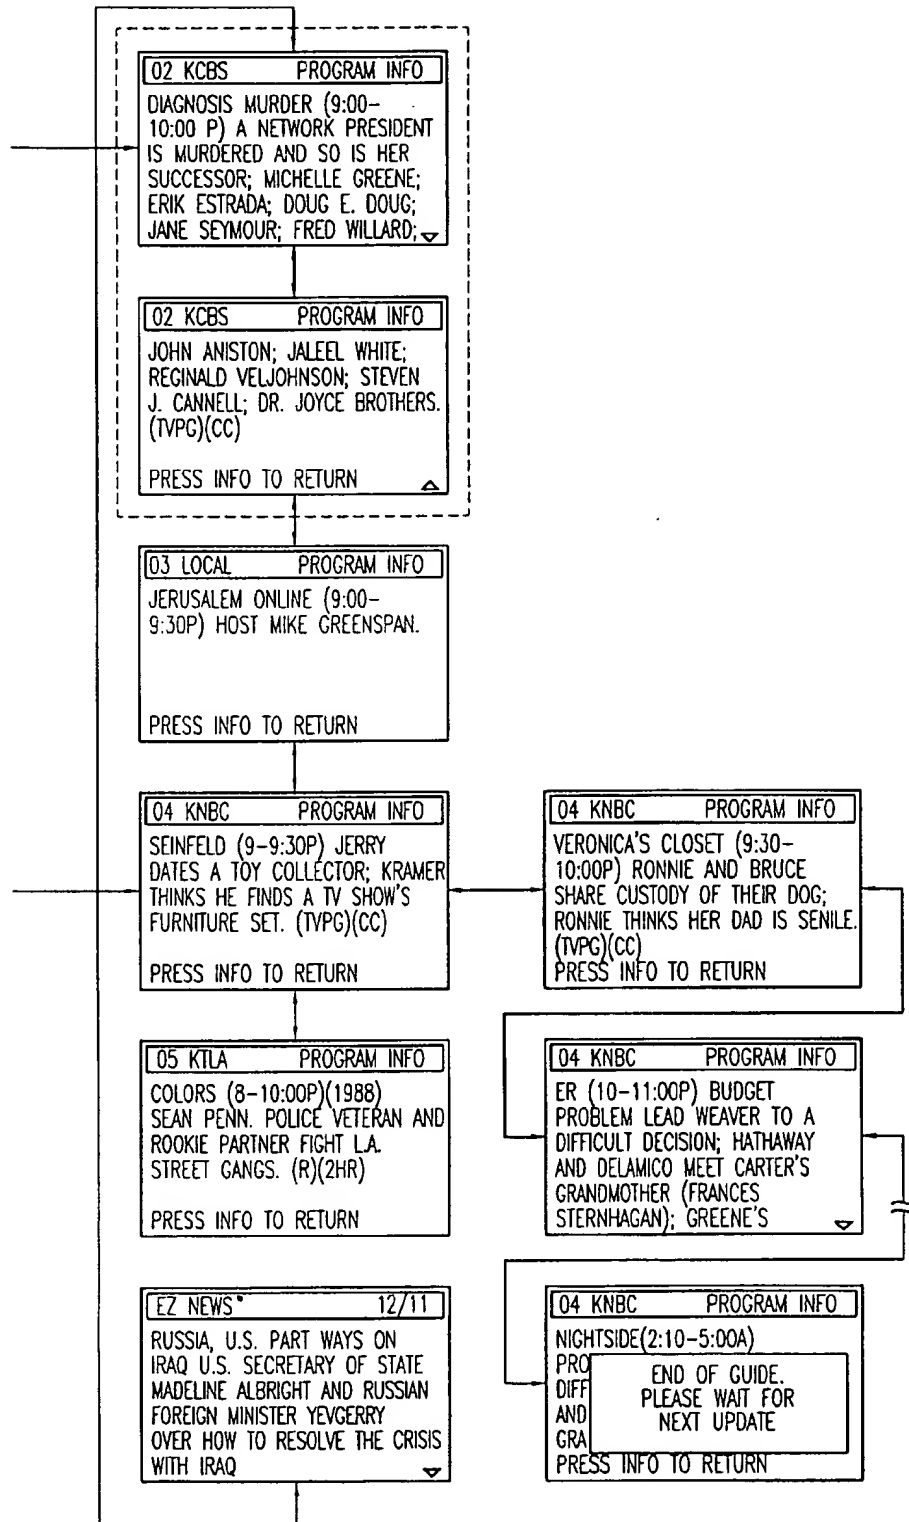 02 KCBS PROGRAM INFO
DIAGNOSIS MURDER (9:00-
10:00 P) A NETWORK PRESIDENT
IS MURDERED AND SO IS HER
SUCCESSOR; MICHELLE GREENE;
ERIK ESTRADA; DOUG E. DOUG;
JANE SEYMOUR; FRED WILLARD;
02 KCBS PROGRAM INFO
JOHN ANISTON; JALEEL WHITE;
REGINALD VELJOHNSON; STEVEN
J. CANNELL; DR. JOYCE BROTHERS.
(TVPG)(CC)
PRESS INFO TO RETURN
03 LOCAL PROGRAM INFO
JERUSALEM ONLINE (9:00-
9:30P) HOST MIKE GREENSPAN.
PRESS INFO TO RETURN
04 KNBC PROGRAM INFO
SEINFELD (9-9:30P) JERRY
DATES A TOY COLLECTOR; KRAMER
THINKS HE FINDS A TV SHOW'S
FURNITURE SET. (TVPG)(CC)
PRESS INFO TO RETURN
04 KNBC PROGRAM INFO
VERONICA'S CLOSET (9:30-
10:00P) RONNIE AND BRUCE
SHARE CUSTODY OF THEIR DOG;
RONNIE THINKS HER DAD IS SENILE.
(TVPG)(CC)
PRESS INFO TO RETURN
05 KTLA PROGRAM INFO
COLORS (8-10:00P)(1988)
SEAN PENN. POLICE VETERAN AND
ROOKIE PARTNER FIGHT L.A.
STREET GANGS. (R)(2HR)
PRESS INFO TO RETURN
04 KNBC PROGRAM INFO
ER (10-11:00P) BUDGET
PROBLEM LEAD WEAVER TO A
DIFFICULT DECISION; HATHAWAY
AND DELAMICO MEET CARTER'S
GRANDMOTHER (FRANCES
STERNHAGAN); GREENE'S
EZ NEWS• 12/11
RUSSIA, U.S. PART WAYS ON
IRAQ U.S. SECRETARY OF STATE
MADELINE ALBRIGHT AND RUSSIAN
FOREIGN MINISTER YEVGERRY
OVER HOW TO RESOLVE THE CRISIS
WITH IRAQ
04 KNBC PROGRAM INFO
NIGHTSIDE(2:10-5:00A)
PRO
DIFF
AND
GRA
END OF GUIDE.
PLEASE WAIT FOR
NEXT UPDATE
PRESS INFO TO RETURN